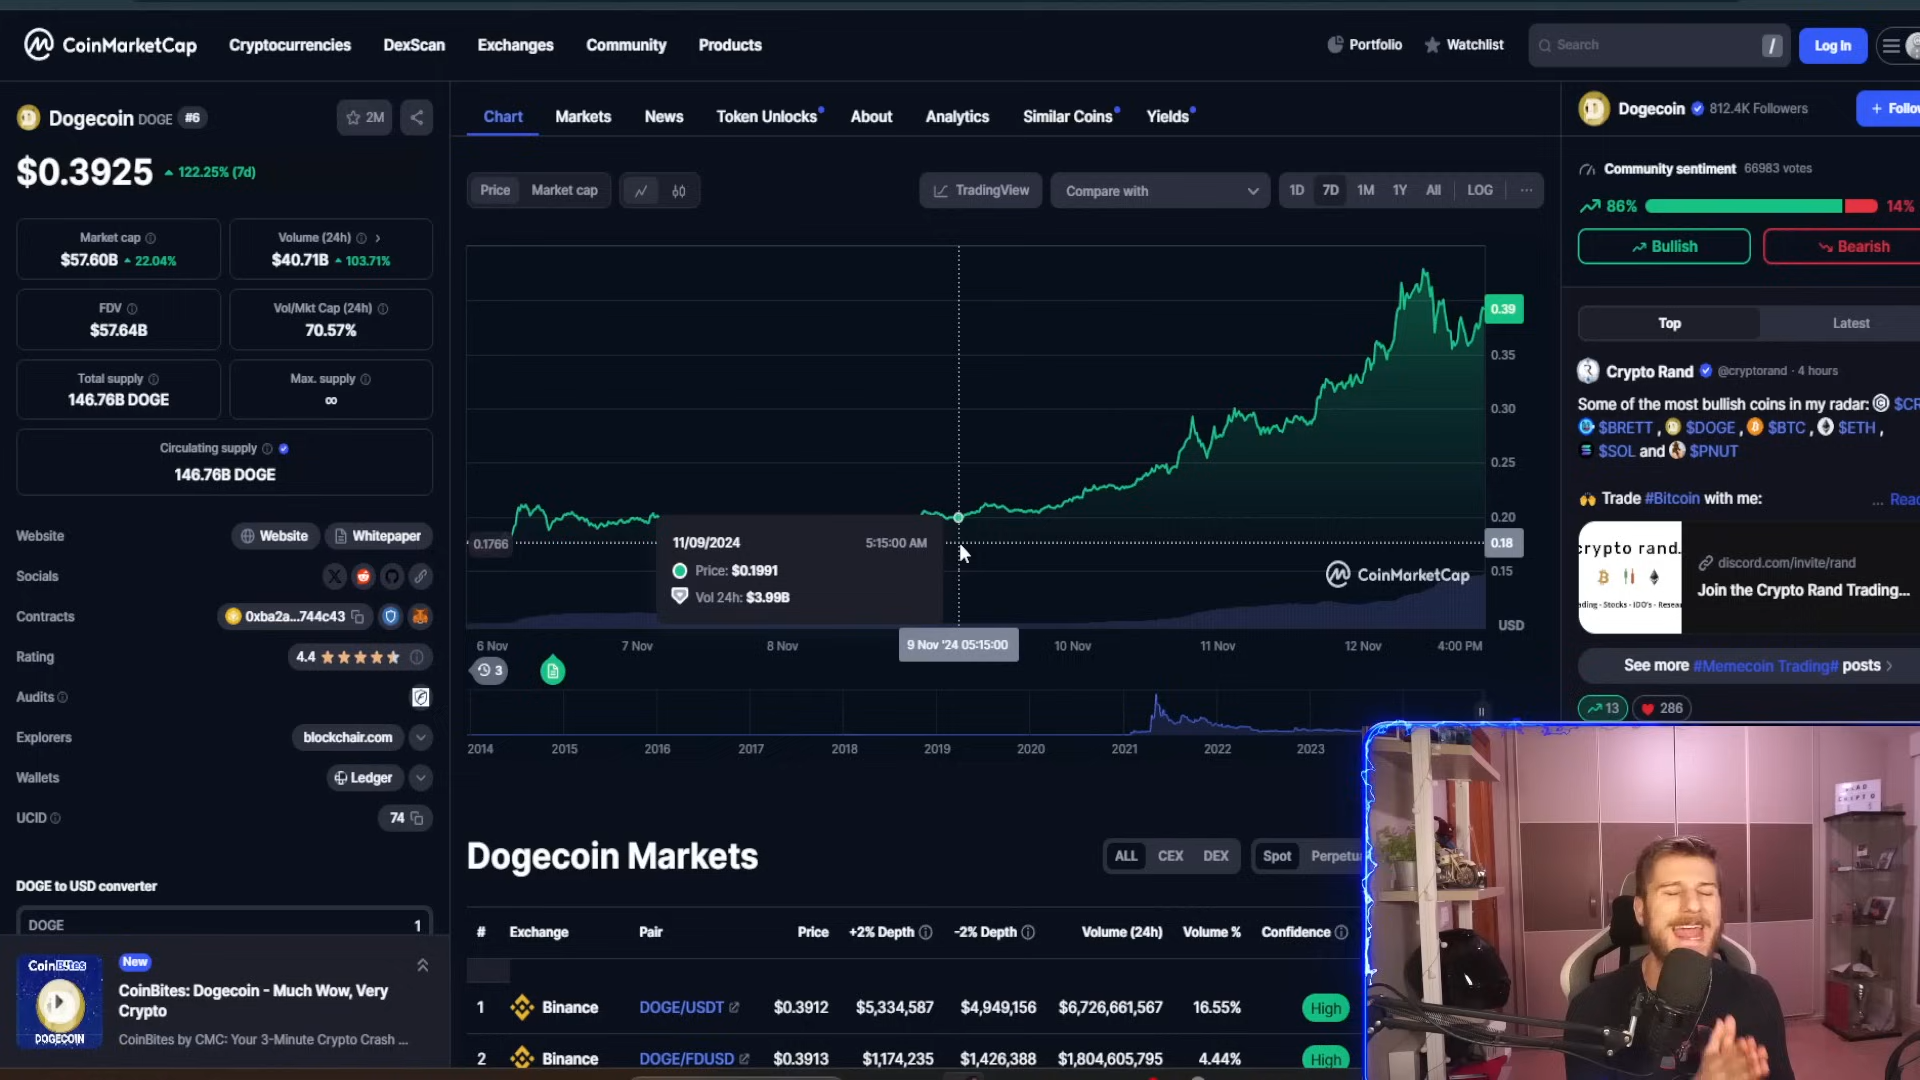 CoinMarketCap Cryptocurrencies DexScan Exchanges Community Products Portfolio Watchlist Search / Log In
Dogecoin DOGE #6 2M
$0.3925 122.25% (7d)
Market cap
$57.60B 22.04%
Volume (24h)
$40.71B 103.71%
FDV
$57.64B
Vol/Mkt Cap (24h)
70.57%
Total supply
146.76B DOGE
Max. supply
∞
Circulating supply
146.76B DOGE
Website Website Whitepaper
Socials
Contracts 0xba2a...744c43
Rating 4.4
Audits
Explorers blockchair.com
Wallets Ledger
UCID 74
DOGE to USD converter
DOGE 1
CoinBites
DOGECOIN
New
CoinBites: Dogecoin - Much Wow, Very
Crypto
CoinBites by CMC: Your 3-Minute Crypto Crash ...
Chart Markets News Token Unlocks About Analytics Similar Coins Yields
Price Market cap TradingView Compare with 1D 7D 1M 1Y All LOG ...
0.39
0.35
0.30
0.25
0.20
0.1766
0.18
0.15
11/09/2024 5:15:00 AM
Price: $0.1991
Vol 24h: $3.99B
CoinMarketCap
USD
6 Nov 7 Nov 8 Nov 9 Nov '24 05:15:00 10 Nov 11 Nov 12 Nov 4:00 PM
3
2014 2015 2016 2017 2018 2019 2020 2021 2022 2023
Dogecoin Markets
ALL CEX DEX Spot Perpetu
# Exchange Pair Price +2% Depth -2% Depth Volume (24h) Volume % Confidence
1 Binance DOGE/USDT $0.3912 $5,334,587 $4,949,156 $6,726,661,567 16.55% High
2 Binance DOGE/FDUSD $0.3913 $1,174,235 $1,426,388 $1,804,605,795 4.44% High
Dogecoin 812.4K Followers + Follow
Community sentiment 66983 votes
86% 14%
Bullish Bearish
Top Latest
Crypto Rand @cryptorand · 4 hours
Some of the most bullish coins in my radar: $CR
$BRETT , $DOGE , $BTC , $ETH ,
$SOL and $PNUT
Trade #Bitcoin with me: ... Read
crypto rand.
discord.com/invite/rand
Join the Crypto Rand Trading...
ding - Stocks - IDO's - Resea
See more #Memecoin Trading# posts
13 286